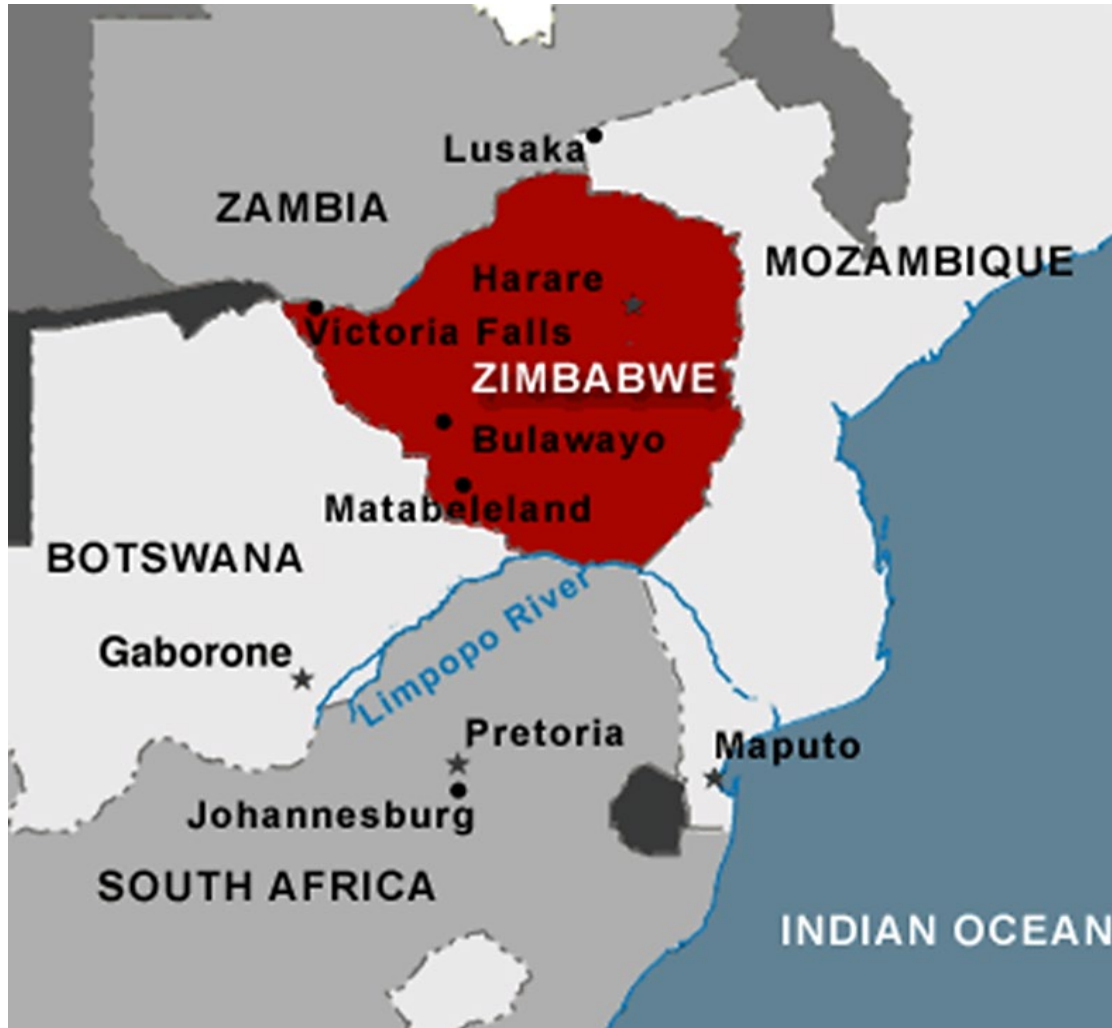 Lusaka
ZAMBIA
MOZAMBIQUE
Harare
Victoria Falls
ZIMBABWE
Bulawayo
Matabeleland
BOTSWANA
Limpopo River
Gaborone
Pretoria
Maputo
Johannesburg
SOUTH AFRICA
INDIAN OCEAN